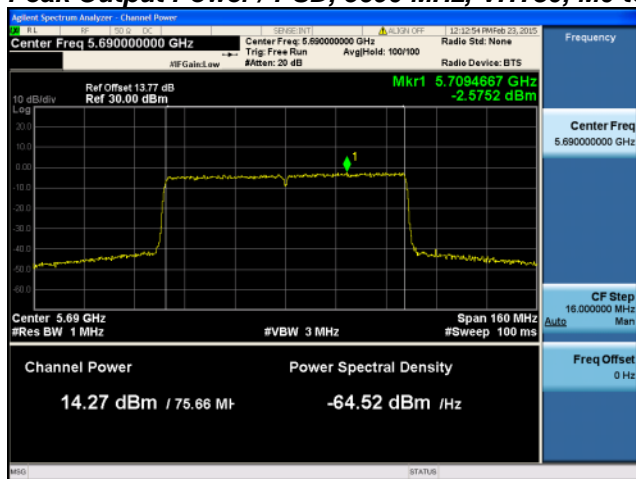 Agilent Spectrum Analyzer - Channel Power
RL RF 50 Ω DC SENSE:INT ALIGN OFF 12:12:54 PM Feb 23, 2015
Center Freq 5.690000000 GHz
Center Freq: 5.690000000 GHz
Radio Std: None
Trig: Free Run Avg|Hold: 100/100
#IFGain:Low #Atten: 20 dB Radio Device: BTS
Frequency
Ref Offset 13.77 dB
10 dB/div Ref 30.00 dBm
Mkr1 5.7094667 GHz
-2.5752 dBm
Log
20.0
10.0
0.00
-10.0
-20.0
-30.0
-40.0
-50.0
-60.0
1
Center Freq
5.690000000 GHz
Center 5.69 GHz Span 160 MHz
#Res BW 1 MHz #VBW 3 MHz #Sweep 100 ms
CF Step
16.000000 MHz
Auto Man
Freq Offset
0 Hz
Channel Power Power Spectral Density
14.27 dBm / 75.66 MH -64.52 dBm /Hz
MSG STATUS